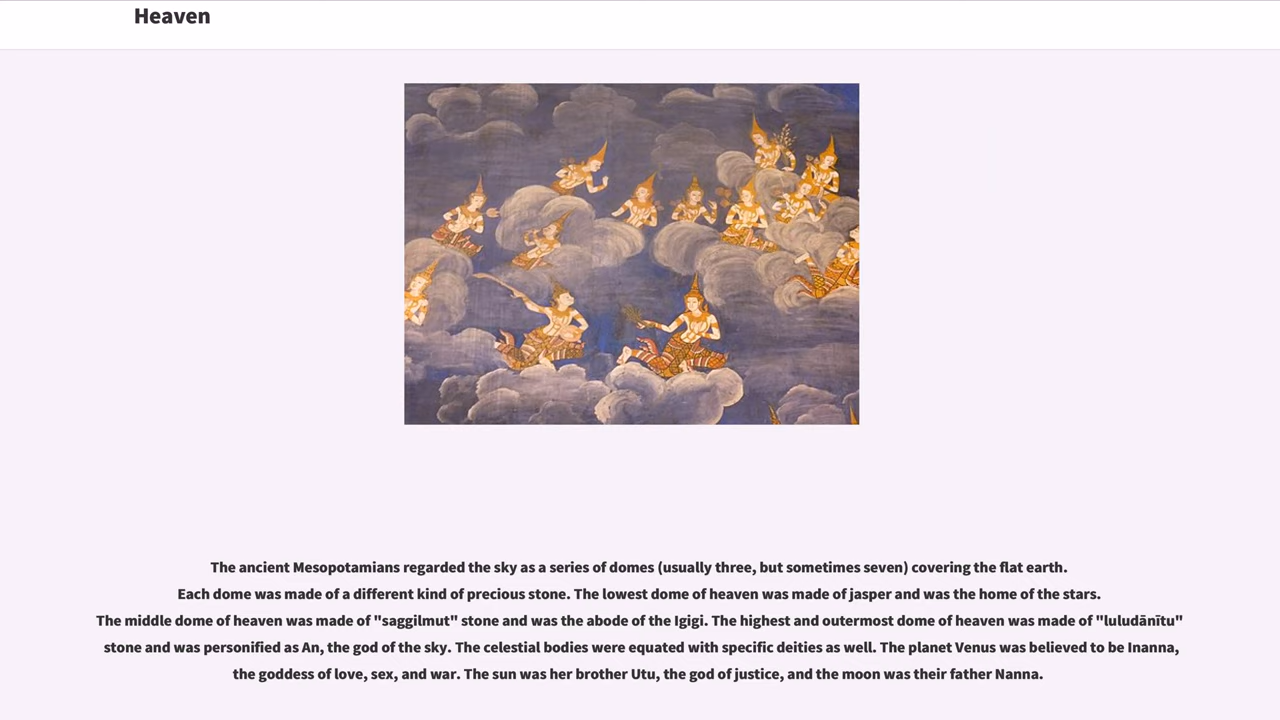 Heaven
The ancient Mesopotamians regarded the sky as a series of domes (usually three, but sometimes seven) covering the flat earth.
Each dome was made of a different kind of precious stone. The lowest dome of heaven was made of jasper and was the home of the stars.
The middle dome of heaven was made of "saggilmut" stone and was the abode of the Igigi. The highest and outermost dome of heaven was made of "luludānītu"
stone and was personified as An, the god of the sky. The celestial bodies were equated with specific deities as well. The planet Venus was believed to be Inanna,
the goddess of love, sex, and war. The sun was her brother Utu, the god of justice, and the moon was their father Nanna.